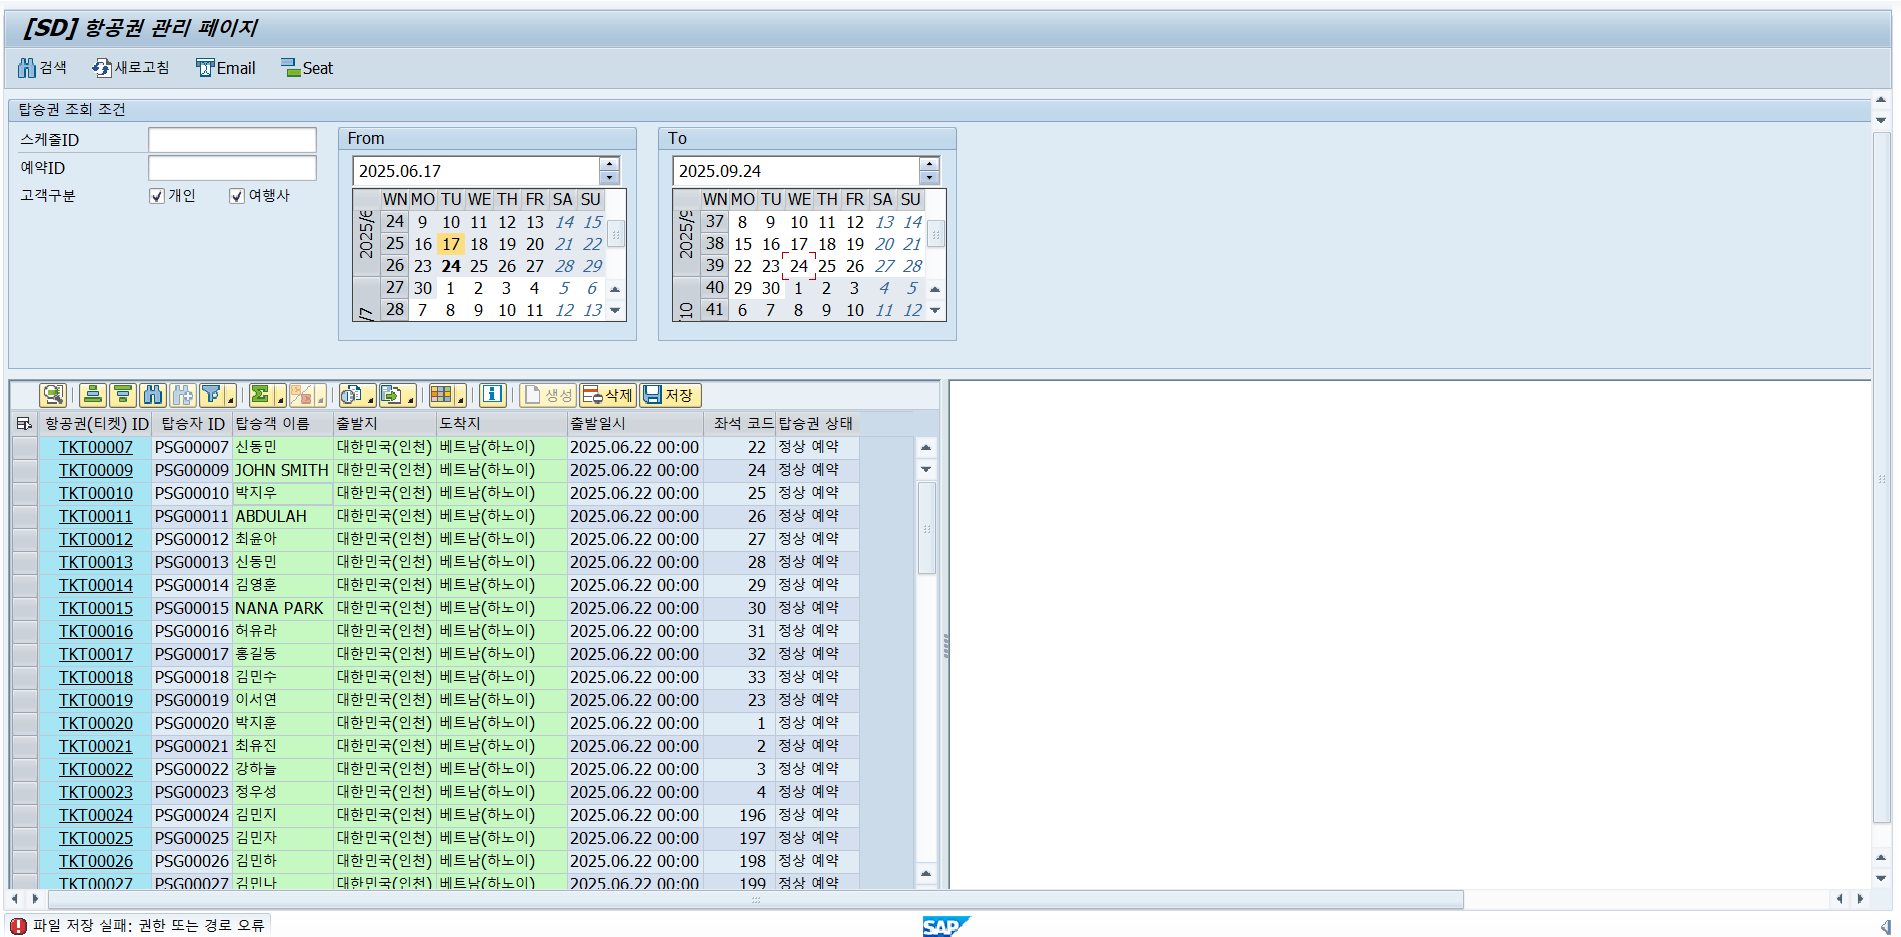 [SD] 항공권 관리 페이지
검색 새로고침 Email Seat
탑승권 조회 조건
스케줄ID
예약ID
고객구분 개인 여행사
From
2025.06.17
WN MO TU WE TH FR SA SU
2025/6
24 9 10 11 12 13 14 15
25 16 17 18 19 20 21 22
26 23 24 25 26 27 28 29
27 30 1 2 3 4 5 6
/7
28 7 8 9 10 11 12 13
To
2025.09.24
WN MO TU WE TH FR SA SU
2025/9
37 8 9 10 11 12 13 14
38 15 16 17 18 19 20 21
39 22 23 24 25 26 27 28
40 29 30 1 2 3 4 5
10
41 6 7 8 9 10 11 12
생성 삭제 저장
항공권(티켓) ID 탑승자 ID 탑승객 이름 출발지 도착지 출발일시 좌석 코드 탑승권 상태
TKT00007 PSG00007 신동민 대한민국(인천) 베트남(하노이) 2025.06.22 00:00 22 정상 예약
TKT00009 PSG00009 JOHN SMITH 대한민국(인천) 베트남(하노이) 2025.06.22 00:00 24 정상 예약
TKT00010 PSG00010 박지우 대한민국(인천) 베트남(하노이) 2025.06.22 00:00 25 정상 예약
TKT00011 PSG00011 ABDULAH 대한민국(인천) 베트남(하노이) 2025.06.22 00:00 26 정상 예약
TKT00012 PSG00012 최윤아 대한민국(인천) 베트남(하노이) 2025.06.22 00:00 27 정상 예약
TKT00013 PSG00013 신동민 대한민국(인천) 베트남(하노이) 2025.06.22 00:00 28 정상 예약
TKT00014 PSG00014 김영훈 대한민국(인천) 베트남(하노이) 2025.06.22 00:00 29 정상 예약
TKT00015 PSG00015 NANA PARK 대한민국(인천) 베트남(하노이) 2025.06.22 00:00 30 정상 예약
TKT00016 PSG00016 허유라 대한민국(인천) 베트남(하노이) 2025.06.22 00:00 31 정상 예약
TKT00017 PSG00017 홍길동 대한민국(인천) 베트남(하노이) 2025.06.22 00:00 32 정상 예약
TKT00018 PSG00018 김민수 대한민국(인천) 베트남(하노이) 2025.06.22 00:00 33 정상 예약
TKT00019 PSG00019 이서연 대한민국(인천) 베트남(하노이) 2025.06.22 00:00 23 정상 예약
TKT00020 PSG00020 박지훈 대한민국(인천) 베트남(하노이) 2025.06.22 00:00 1 정상 예약
TKT00021 PSG00021 최유진 대한민국(인천) 베트남(하노이) 2025.06.22 00:00 2 정상 예약
TKT00022 PSG00022 강하늘 대한민국(인천) 베트남(하노이) 2025.06.22 00:00 3 정상 예약
TKT00023 PSG00023 정우성 대한민국(인천) 베트남(하노이) 2025.06.22 00:00 4 정상 예약
TKT00024 PSG00024 김민지 대한민국(인천) 베트남(하노이) 2025.06.22 00:00 196 정상 예약
TKT00025 PSG00025 김민자 대한민국(인천) 베트남(하노이) 2025.06.22 00:00 197 정상 예약
TKT00026 PSG00026 김민하 대한민국(인천) 베트남(하노이) 2025.06.22 00:00 198 정상 예약
TKT00027 PSG00027 김민나 대한민국(인천) 베트남(하노이) 2025.06.22 00:00 199 정상 예약
파일 저장 실패: 권한 또는 경로 오류
SAP